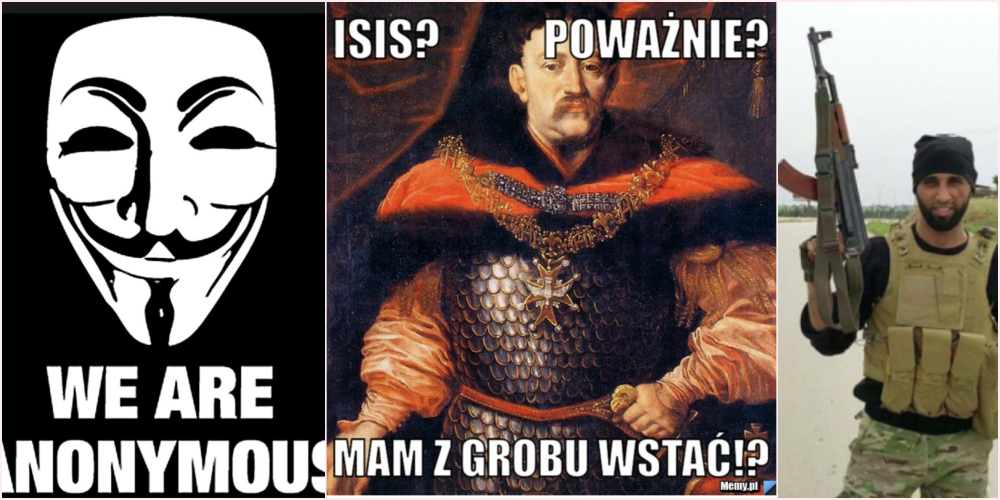 WE ARE
ANONYMOUS
ISIS? POWAŻNIE?
MAM Z GROBU WSTAĆ!?
Memy.pl